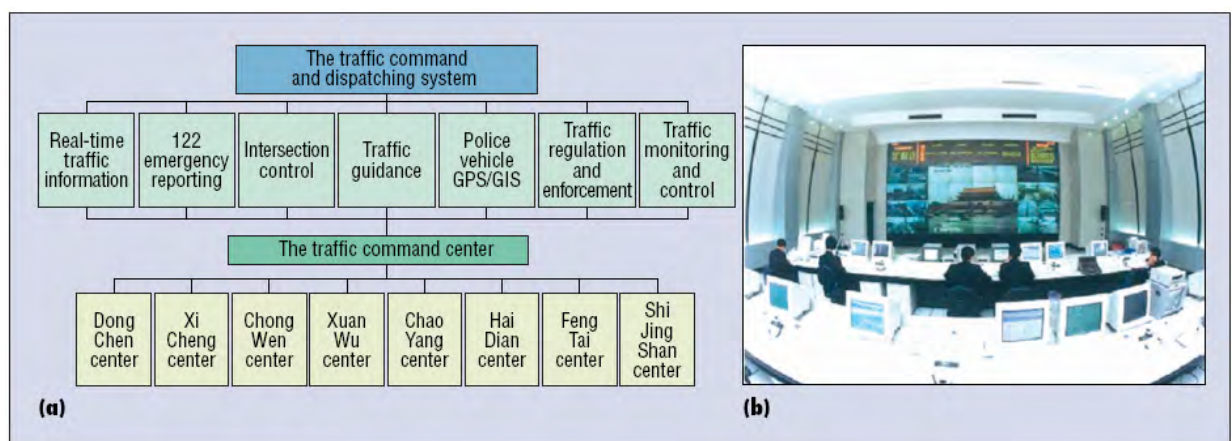 The traffic command
and dispatching system
Real-time
traffic
information
122
emergency
reporting
Intersection
control
Traffic
guidance
Police
vehicle
GPS/GIS
Traffic
regulation
and
enforcement
Traffic
monitoring
and
control
The traffic command center
Dong
Chen
center
Xi
Cheng
center
Chong
Wen
center
Xuan
Wu
center
Chao
Yang
center
Hai
Dian
center
Feng
Tai
center
Shi
Jing
Shan
center
(a)
(b)